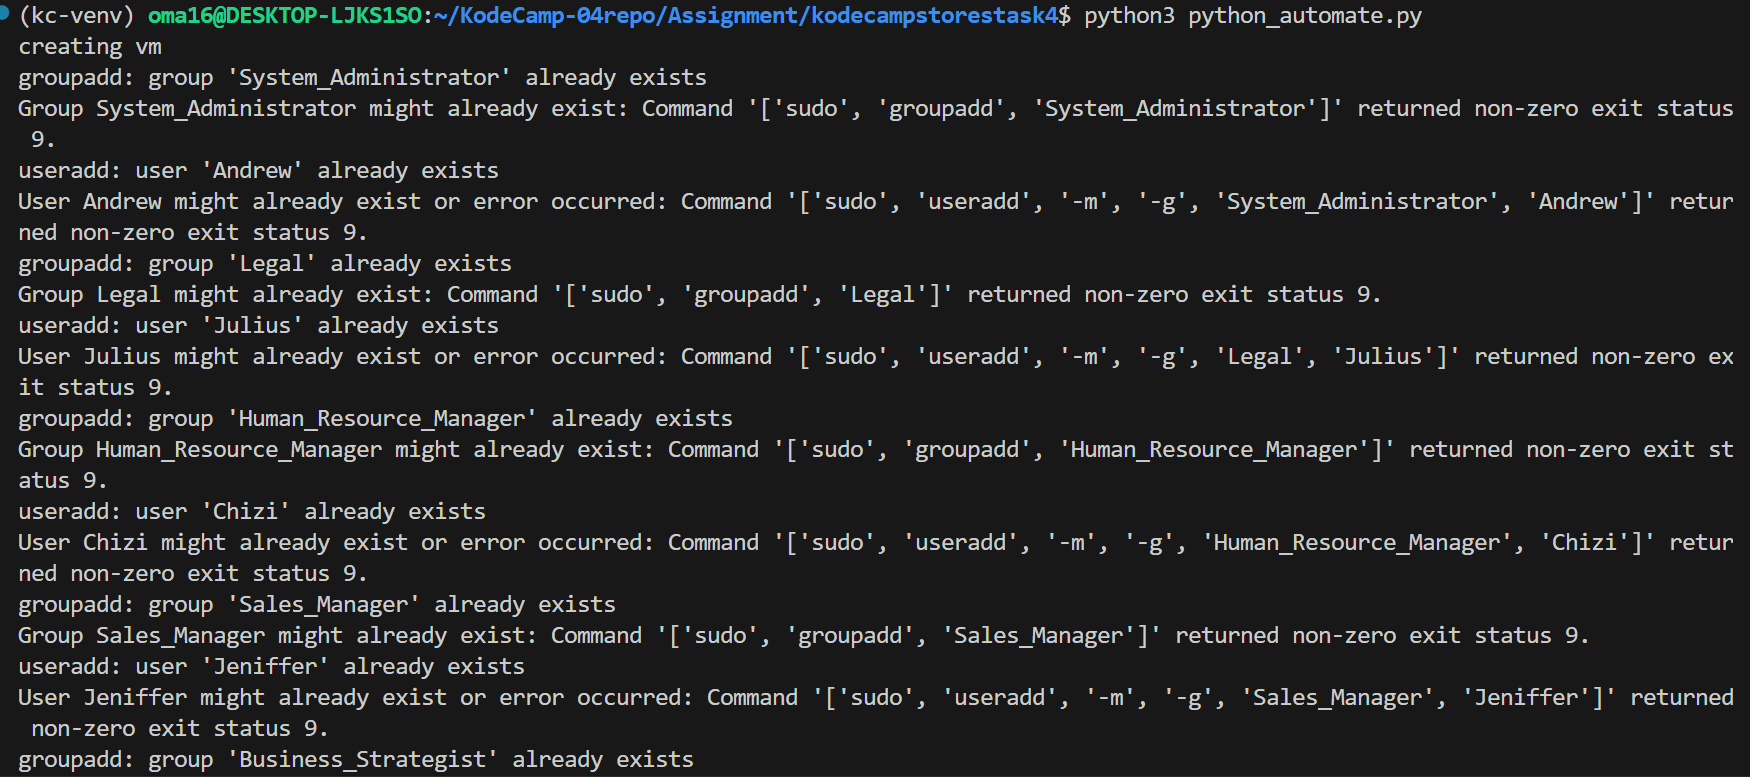 (kc-venv) oma16@DESKTOP-LJKS1SO:~/KodeCamp-04repo/Assignment/kodecampstorestask4$ python3 python_automate.py
creating vm
groupadd: group 'System_Administrator' already exists
Group System_Administrator might already exist: Command '['sudo', 'groupadd', 'System_Administrator']' returned non-zero exit status
 9.
useradd: user 'Andrew' already exists
User Andrew might already exist or error occurred: Command '['sudo', 'useradd', '-m', '-g', 'System_Administrator', 'Andrew']' retur
ned non-zero exit status 9.
groupadd: group 'Legal' already exists
Group Legal might already exist: Command '['sudo', 'groupadd', 'Legal']' returned non-zero exit status 9.
useradd: user 'Julius' already exists
User Julius might already exist or error occurred: Command '['sudo', 'useradd', '-m', '-g', 'Legal', 'Julius']' returned non-zero ex
it status 9.
groupadd: group 'Human_Resource_Manager' already exists
Group Human_Resource_Manager might already exist: Command '['sudo', 'groupadd', 'Human_Resource_Manager']' returned non-zero exit st
atus 9.
useradd: user 'Chizi' already exists
User Chizi might already exist or error occurred: Command '['sudo', 'useradd', '-m', '-g', 'Human_Resource_Manager', 'Chizi']' retur
ned non-zero exit status 9.
groupadd: group 'Sales_Manager' already exists
Group Sales_Manager might already exist: Command '['sudo', 'groupadd', 'Sales_Manager']' returned non-zero exit status 9.
useradd: user 'Jeniffer' already exists
User Jeniffer might already exist or error occurred: Command '['sudo', 'useradd', '-m', '-g', 'Sales_Manager', 'Jeniffer']' returned
 non-zero exit status 9.
groupadd: group 'Business_Strategist' already exists